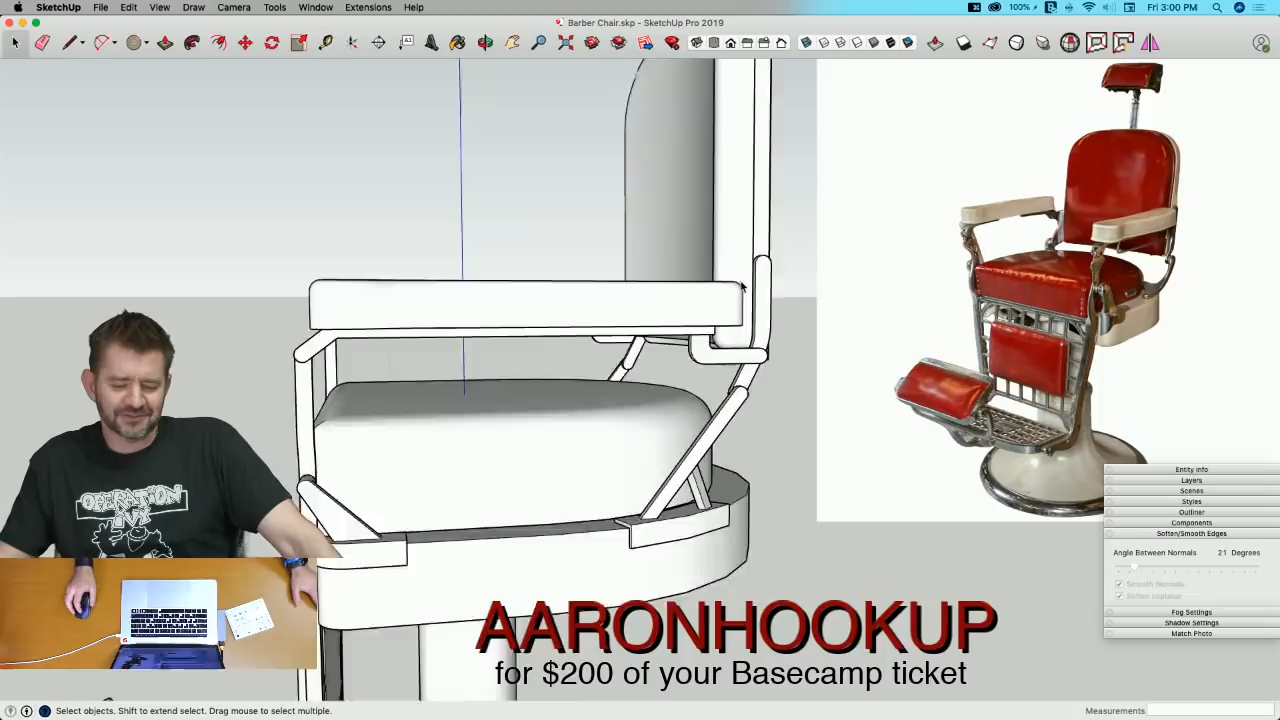 SketchUp File Edit View Draw Camera Tools Window Extensions Help
100% Fri 3:00 PM
Barber Chair.skp - SketchUp Pro 2019
OPERATION
IVY
Entity Info
Layers
Scenes
Styles
Outliner
Components
Soften/Smooth Edges
Angle Between Normals 21 Degrees
Smooth Normals
Soften coplanar
Fog Settings
Shadow Settings
Match Photo
AARONHOOKUP
for $200 of your Basecamp ticket
Select objects. Shift to extend select. Drag mouse to select multiple.
Measurements